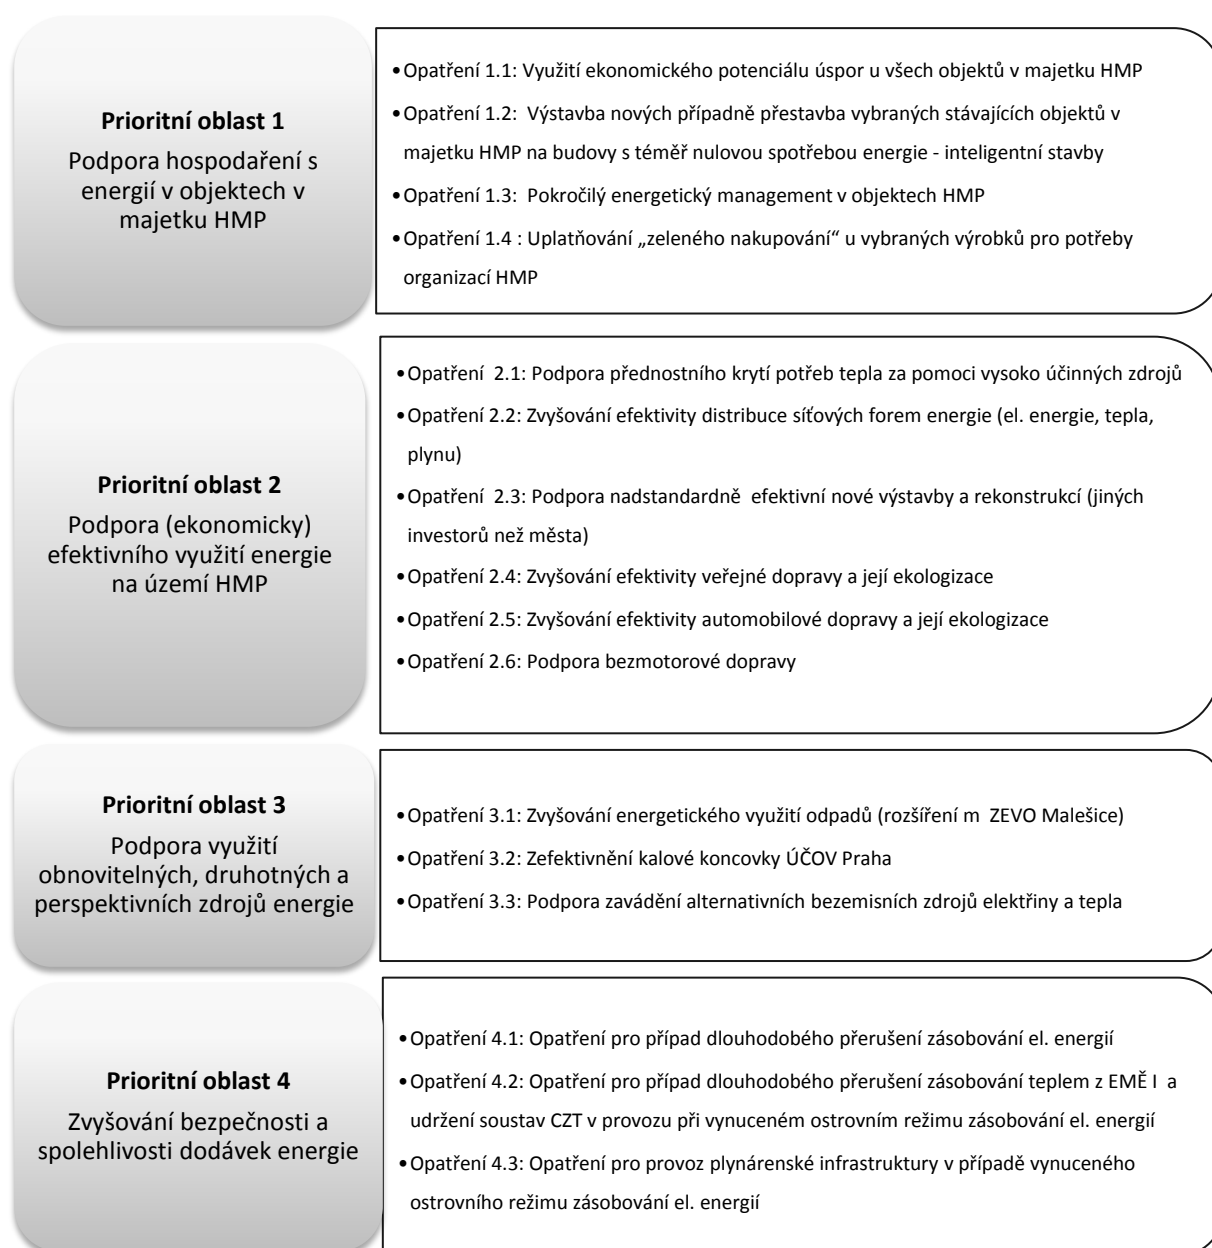 Prioritní oblast 1
Podpora hospodaření s
energií v objektech v
majetku HMP
•Opatření 1.1: Využití ekonomického potenciálu úspor u všech objektů v majetku HMP
•Opatření 1.2: Výstavba nových případně přestavba vybraných stávajících objektů v
majetku HMP na budovy s téměř nulovou spotřebou energie - inteligentní stavby
•Opatření 1.3: Pokročilý energetický management v objektech HMP
•Opatření 1.4 : Uplatňování „zeleného nakupování“ u vybraných výrobků pro potřeby
organizací HMP
Prioritní oblast 2
Podpora (ekonomicky)
efektivního využití energie
na území HMP
•Opatření 2.1: Podpora přednostního krytí potřeb tepla za pomoci vysoko účinných zdrojů
•Opatření 2.2: Zvyšování efektivity distribuce síťových forem energie (el. energie, tepla,
plynu)
•Opatření 2.3: Podpora nadstandardně efektivní nové výstavby a rekonstrukcí (jiných
investorů než města)
•Opatření 2.4: Zvyšování efektivity veřejné dopravy a její ekologizace
•Opatření 2.5: Zvyšování efektivity automobilové dopravy a její ekologizace
•Opatření 2.6: Podpora bezmotorové dopravy
Prioritní oblast 3
Podpora využití
obnovitelných, druhotných a
perspektivních zdrojů energie
•Opatření 3.1: Zvyšování energetického využití odpadů (rozšíření m ZEVO Malešice)
•Opatření 3.2: Zefektivnění kalové koncovky ÚČOV Praha
•Opatření 3.3: Podpora zavádění alternativních bezemisních zdrojů elektřiny a tepla
Prioritní oblast 4
Zvyšování bezpečnosti a
spolehlivosti dodávek energie
•Opatření 4.1: Opatření pro případ dlouhodobého přerušení zásobování el. energií
•Opatření 4.2: Opatření pro případ dlouhodobého přerušení zásobování teplem z EMĚ I a
udržení soustav CZT v provozu při vynuceném ostrovním režimu zásobování el. energií
•Opatření 4.3: Opatření pro provoz plynárenské infrastruktury v případě vynuceného
ostrovního režimu zásobování el. energií